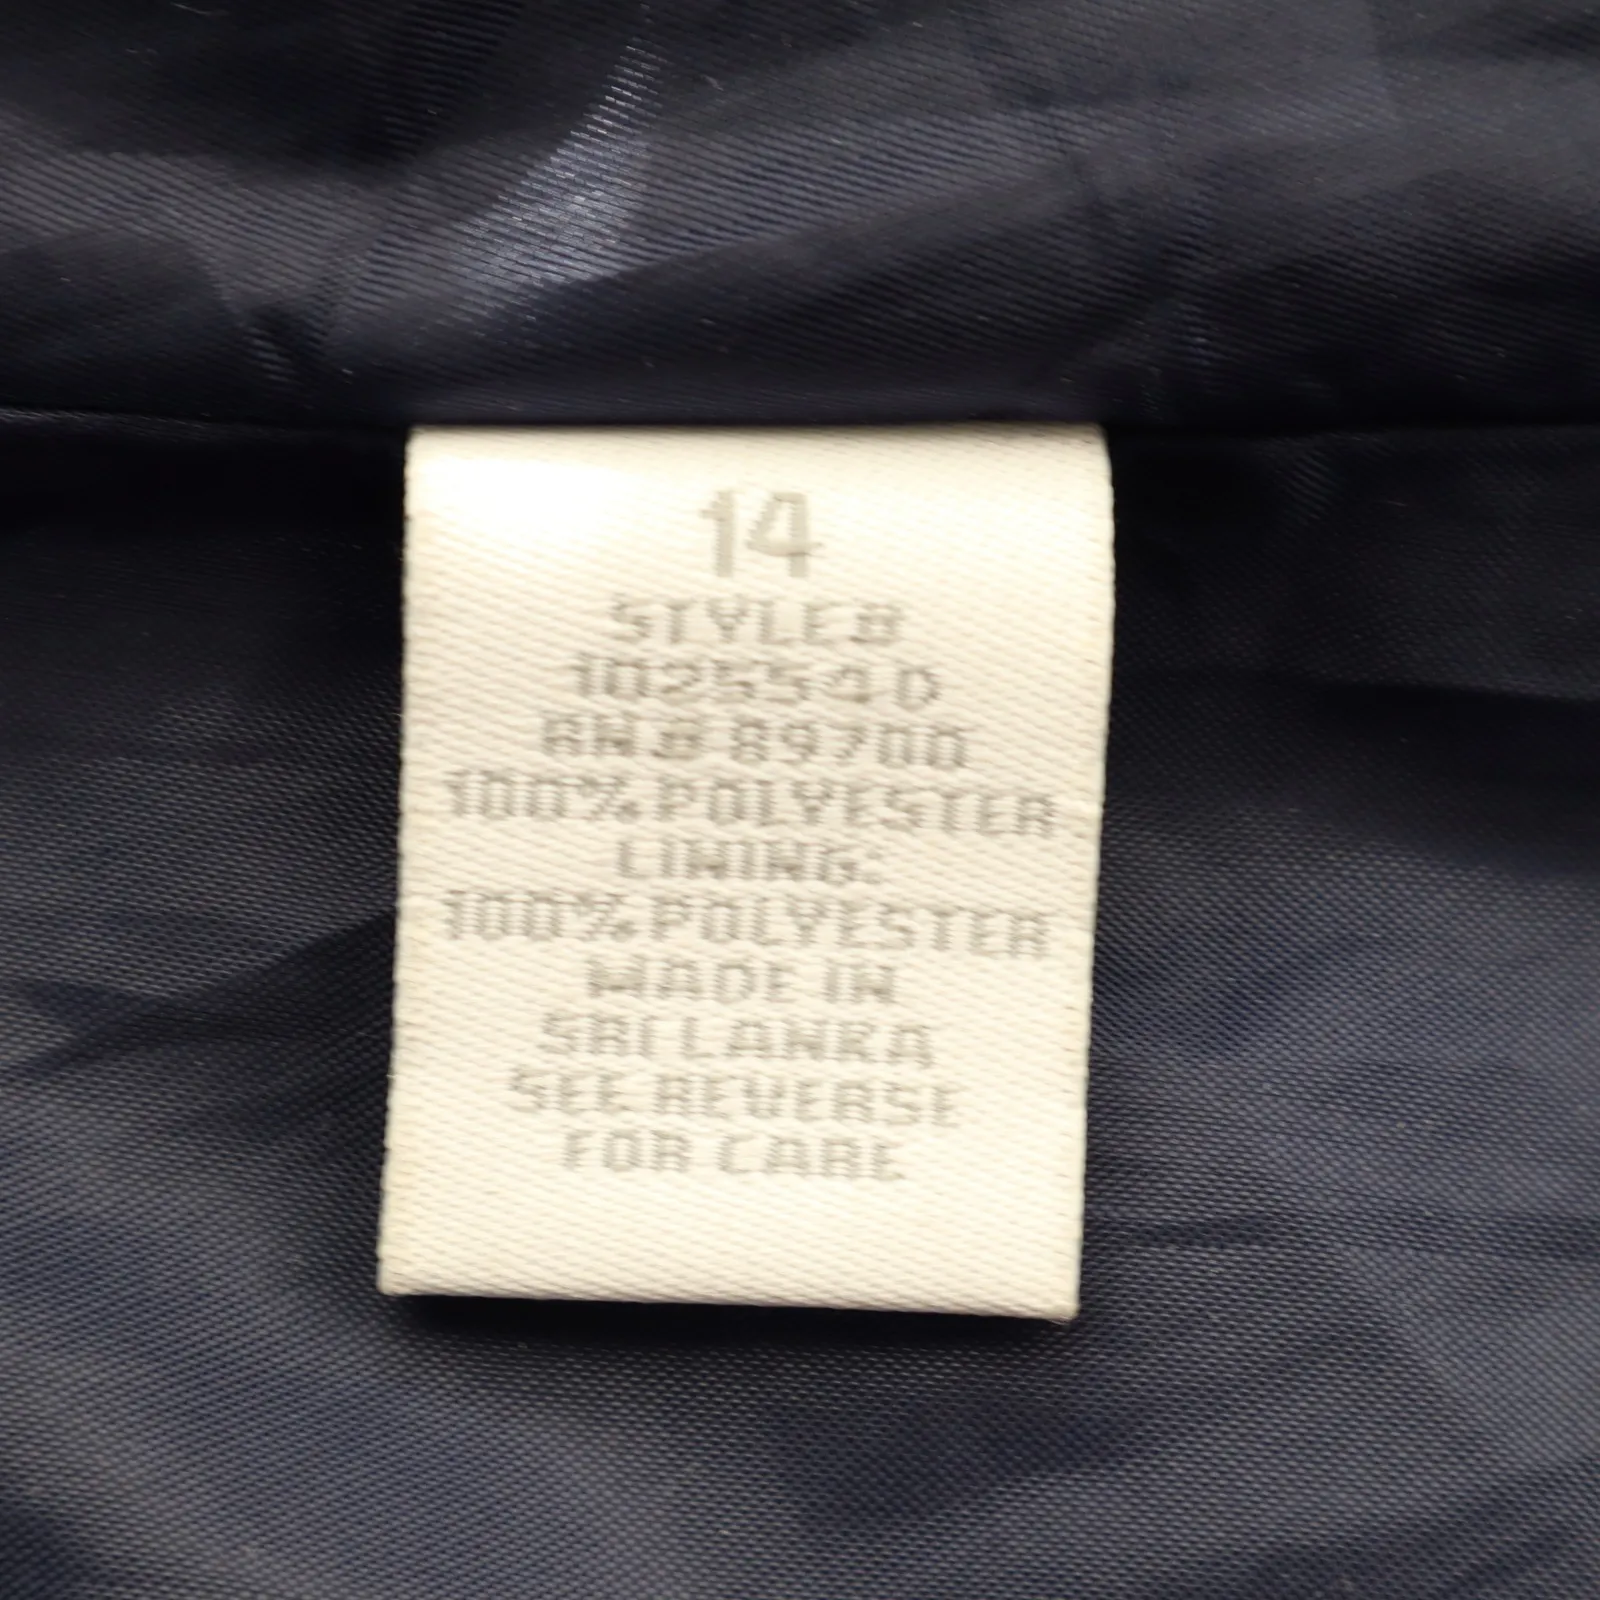 14
STYLE#
102554D
RN# 89700
100% POLYESTER
LINING:
100% POLYESTER
MADE IN
SRI LANKA
SEE REVERSE
FOR CARE